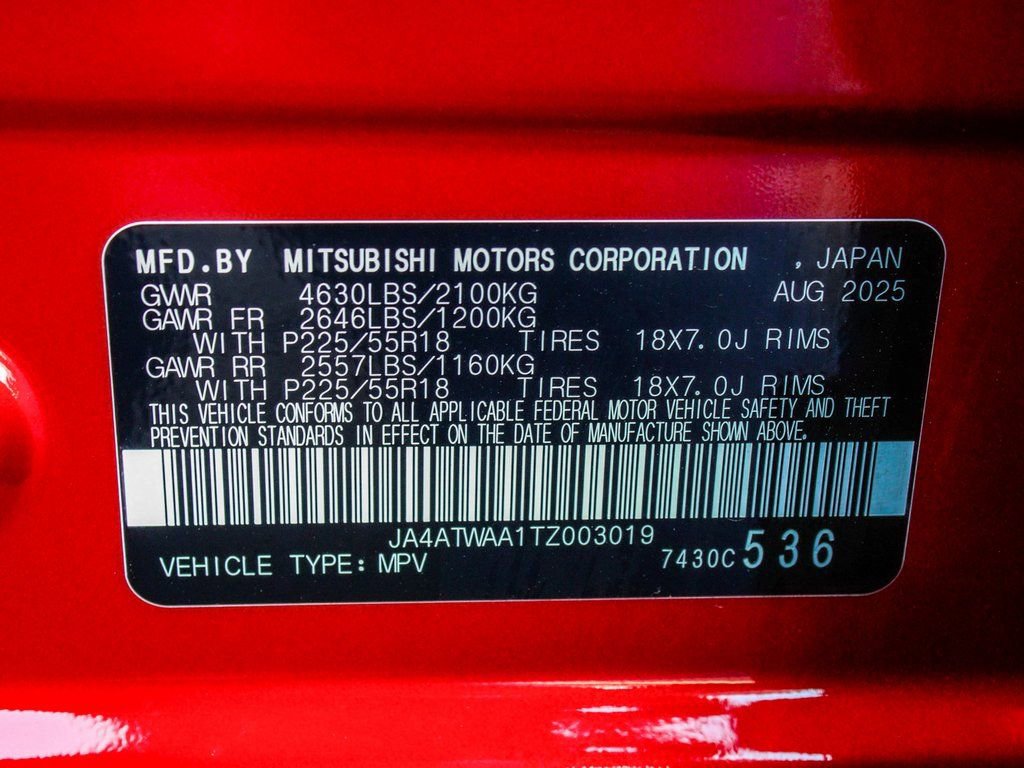 MFD.BY MITSUBISHI MOTORS CORPORATION , JAPAN
GVWR 4630LBS/2100KG AUG 2025
GAWR FR 2646LBS/1200KG
WITH P225/55R18 TIRES 18X7.0J RIMS
GAWR RR 2557LBS/1160KG
WITH P225/55R18 TIRES 18X7.0J RIMS
THIS VEHICLE CONFORMS TO ALL APPLICABLE FEDERAL MOTOR VEHICLE SAFETY AND THEFT
PREVENTION STANDARDS IN EFFECT ON THE DATE OF MANUFACTURE SHOWN ABOVE.
JA4ATWAA1TZ003019
VEHICLE TYPE: MPV 7430C 536